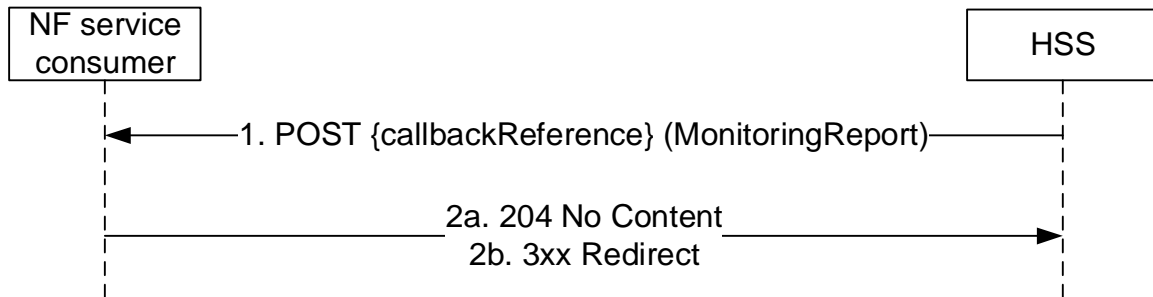 NF service
consumer
HSS
1. POST {callbackReference} (MonitoringReport)
2a. 204 No Content
2b. 3xx Redirect